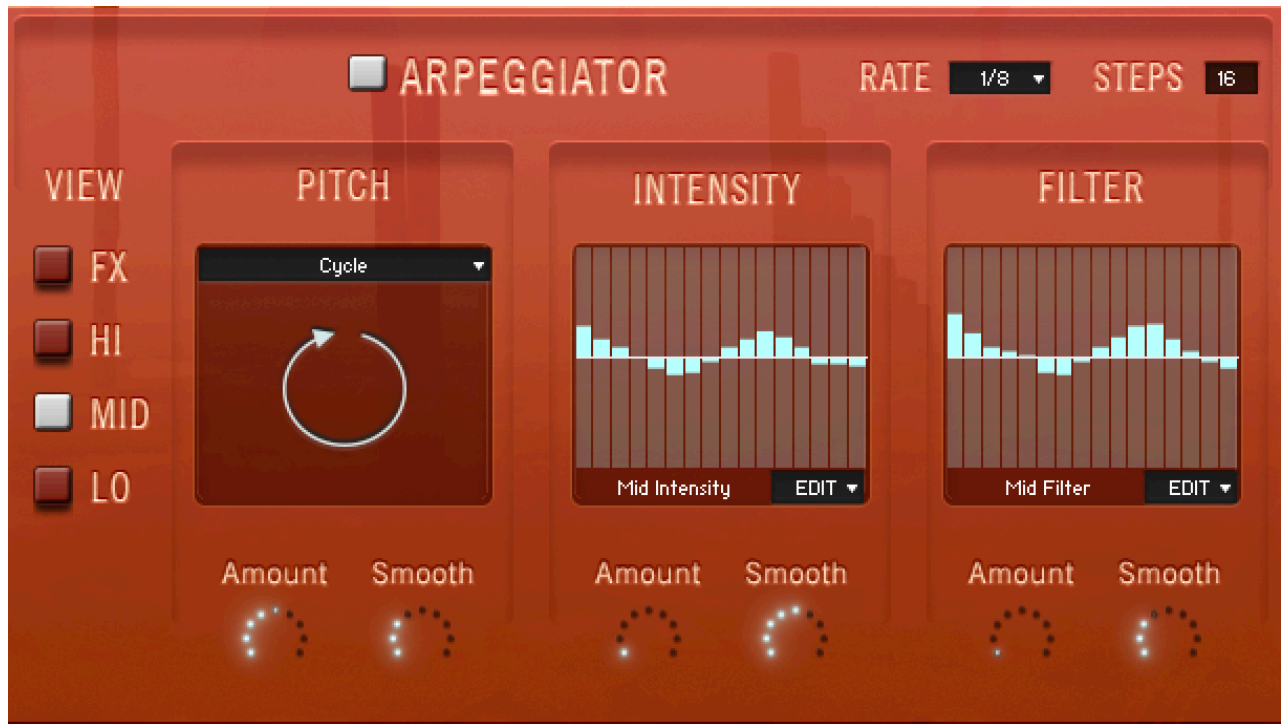 ARPEGGIATOR RATE 1/8 STEPS 16
VIEW PITCH INTENSITY FILTER
FX
HI
MID
LO
Cycle
Mid Intensity EDIT
Mid Filter EDIT
Amount Smooth Amount Smooth Amount Smooth